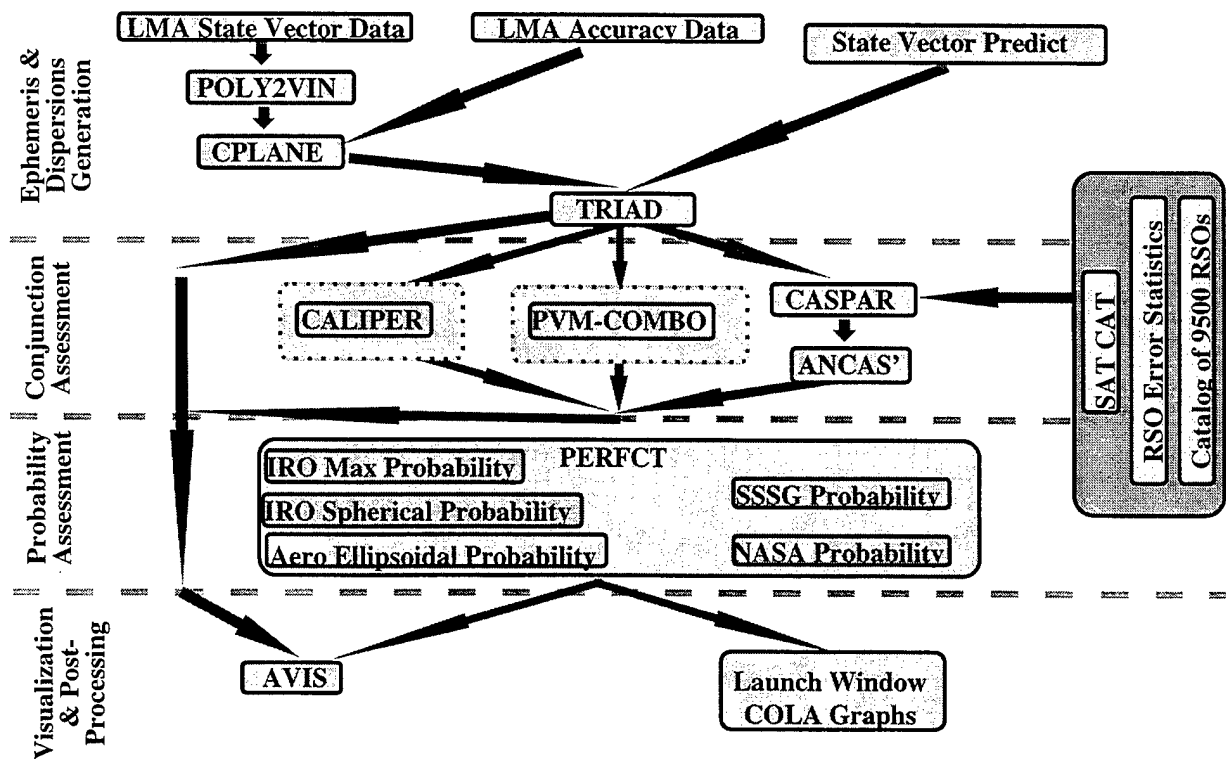 LMA State Vector Data
LMA Accuracy Data
State Vector Predict
Ephemeris &
Dispersions
Generation
POLY2VIN
CPLANE
TRIAD
Conjunction
Assessment
CALIPER
PVM-COMBO
CASPAR
ANCAS'
SAT CAT
RSO Error Statistics
Catalog of 9500 RSOs
Probability
Assessment
PERFCT
IRO Max Probability
IRO Spherical Probability
Aero Ellipsoidal Probability
SSSG Probability
NASA Probability
Visualization
& Post-
Processing
AVIS
Launch Window
COLA Graphs